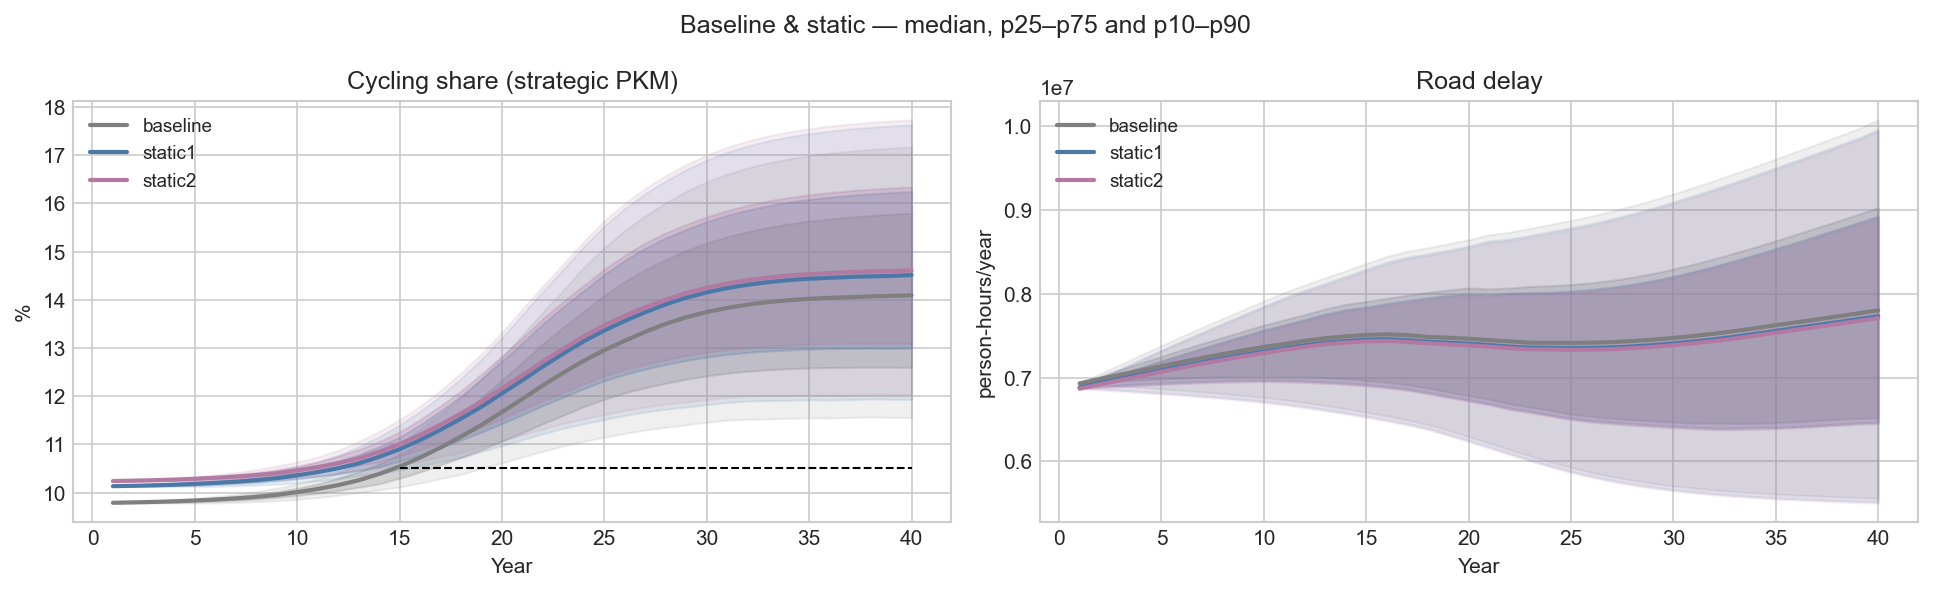 Baseline & static — median, p25–p75 and p10–p90
Cycling share (strategic PKM)
18
17
16
15
14
13
12
11
10
%
baseline
static1
static2
0 5 10 15 20 25 30 35 40
Year
Road delay
1e7
1.0
0.9
0.8
0.7
0.6
person-hours/year
baseline
static1
static2
0 5 10 15 20 25 30 35 40
Year